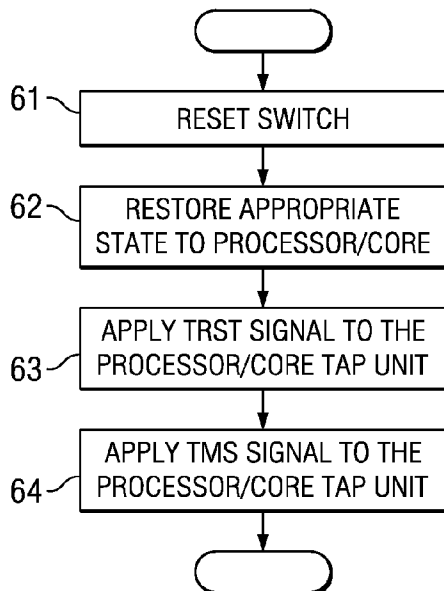 61
RESET SWITCH
62
RESTORE APPROPRIATE
STATE TO PROCESSOR/CORE
63
APPLY TRST SIGNAL TO THE
PROCESSOR/CORE TAP UNIT
64
APPLY TMS SIGNAL TO THE
PROCESSOR/CORE TAP UNIT